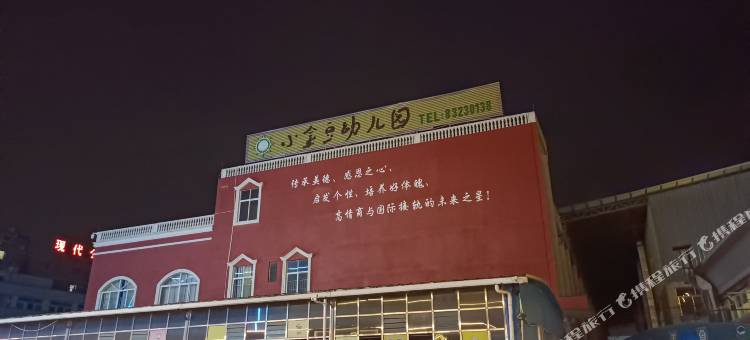 小金豆幼儿园 TEL:83230138
传承美德、感恩之心、
启发个性、培养好体魄、
高情商与国际接轨的未来之星!
现代
携程旅行
携程旅行